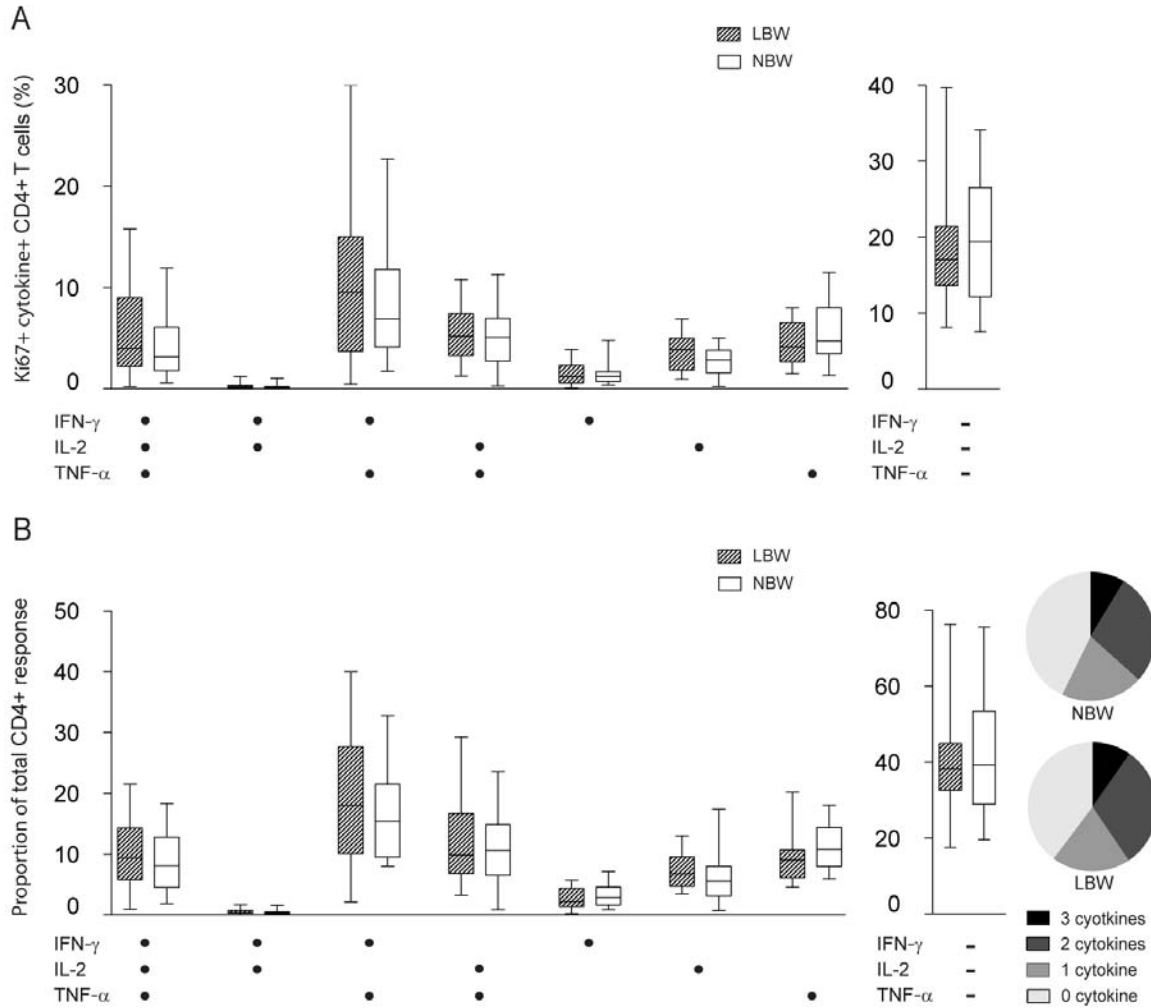 A
LBW
NBW
Ki67+ cytokine+ CD4+ T cells (%)
30
20
10
0
40
30
20
10
0
IFN-γ
IL-2
TNF-α
IFN-γ - 
IL-2 -
TNF-α -
B
LBW
NBW
Proportion of total CD4+ response
50
40
30
20
10
0
80
60
40
20
0
NBW
LBW
3 cyotkines
2 cytokines
1 cytokine
0 cytokine
IFN-γ
IL-2
TNF-α
IFN-γ -
IL-2 -
TNF-α -